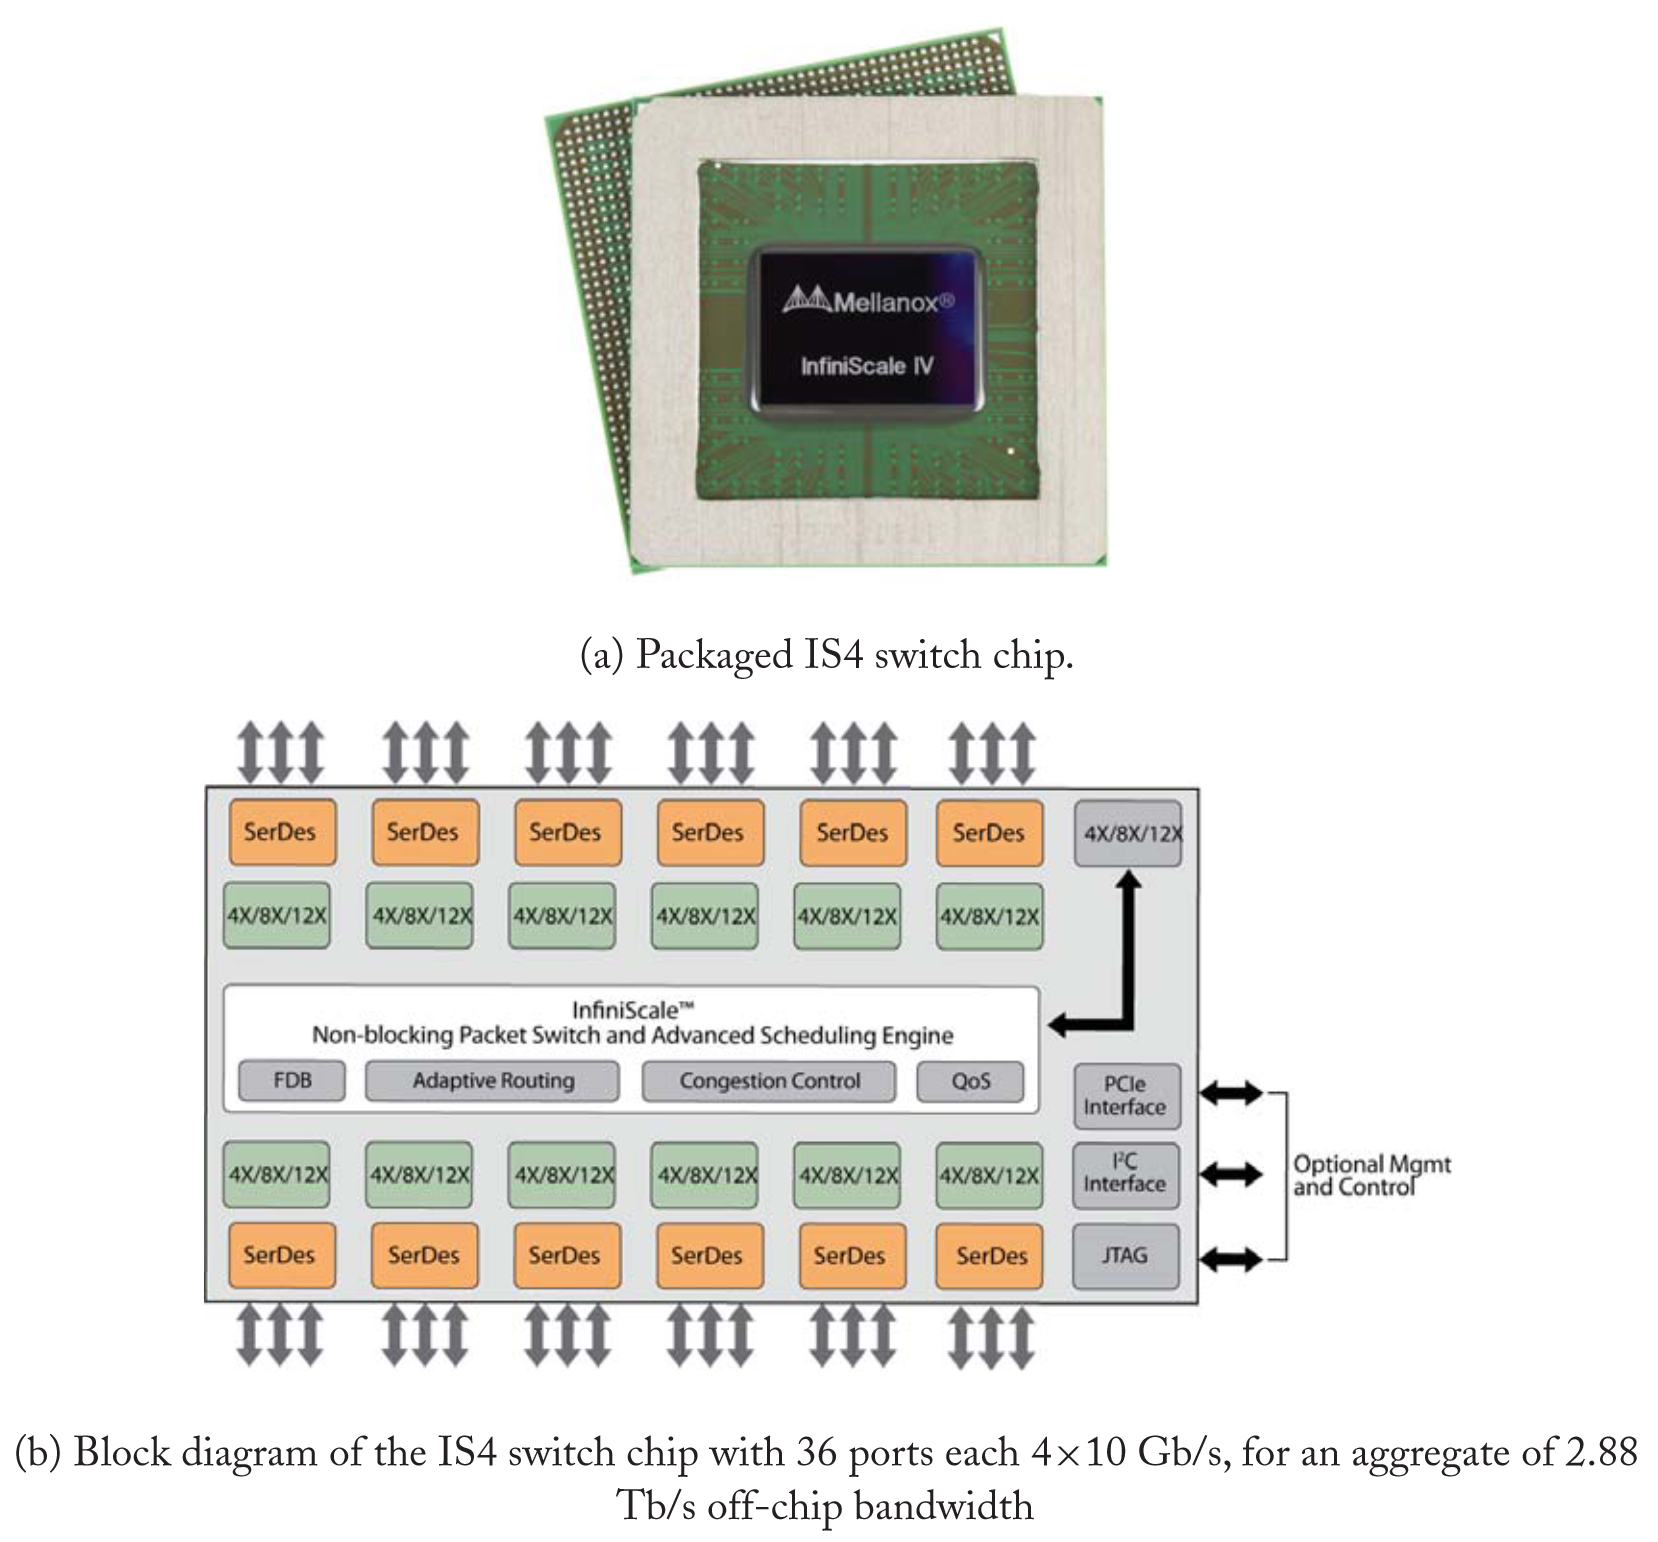 Mellanox®
InfiniScale IV
(a) Packaged IS4 switch chip.
SerDes SerDes SerDes SerDes SerDes SerDes 4X/8X/12X
4X/8X/12X 4X/8X/12X 4X/8X/12X 4X/8X/12X 4X/8X/12X 4X/8X/12X
InfiniScale™
Non-blocking Packet Switch and Advanced Scheduling Engine
FDB Adaptive Routing Congestion Control QoS
PCIe
Interface
4X/8X/12X 4X/8X/12X 4X/8X/12X 4X/8X/12X 4X/8X/12X 4X/8X/12X
I²C
Interface
Optional Mgmt
and Control
SerDes SerDes SerDes SerDes SerDes SerDes JTAG
(b) Block diagram of the IS4 switch chip with 36 ports each 4×10 Gb/s, for an aggregate of 2.88
Tb/s off-chip bandwidth